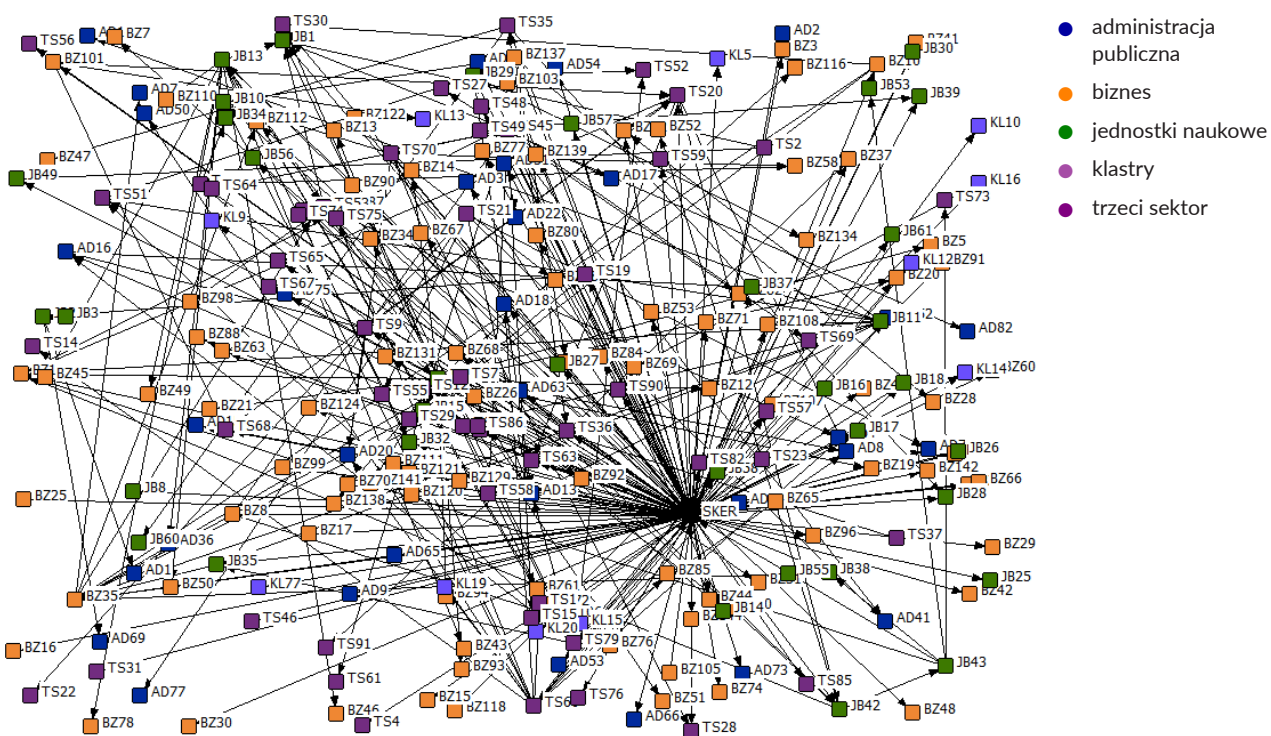 administracja
publiczna
biznes
jednostki naukowe
klastry
trzeci sektor
TS30
TS35
JB1
AD2
BZ7
TS56
BZ101
JB13
BZ137
BZ3
KL5
JB30
BZ116
AD54
TS52
JB29
BZ103
TS27
TS20
JB53
JB39
BZ110
JB10
AD50
TS48
JB34
BZ112
BZ122
KL13
BZ13
TS49
S45
JB57
BZ52
KL10
TS2
BZ47
JB56
TS70
BZ77
BZ139
TS59
BZ58
BZ37
BZ14
JB49
AD3
AD17
KL16
TS64
BZ90
TS51
TS73
KL9
TS75
TS21
AD22
BZ34
BZ67
BZ80
BZ134
JB61
BZ5
AD16
TS65
KL12
BZ91
TS19
BZ20
TS67
JB37
BZ98
AD18
BZ53
JB3
TS9
BZ71
BZ108
JB11
AD82
TS14
BZ88
TS69
BZ63
BZ131
BZ68
BZ84
JB27
BZ69
BZ45
TS7
KL14
BZ49
TS55
AD63
TS90
BZ12
JB16
JB18
BZ26
BZ28
BZ21
BZ124
TS29
TS57
TS68
TS86
TS36
JB17
JB32
AD20
AD8
JB26
BZ99
TS63
TS82
TS23
BZ19
BZ142
BZ121
BZ70
BZ92
BZ66
JB8
BZ25
BZ138
TS58
AD13
BZ65
JB28
BZ8
SKER
BZ17
BZ96
TS37
JB60
AD36
BZ29
AD65
JB35
AD1
BZ85
JB55
JB38
JB25
BZ50
KL77
KL19
BZ35
AD9
BZ42
TS46
JB14
KL15
AD41
KL20
AD69
BZ16
TS91
BZ43
TS79
BZ76
AD53
JB43
TS31
BZ93
BZ105
AD73
TS61
TS85
TS22
AD77
BZ15
TS76
BZ51
BZ74
BZ118
JB42
BZ48
BZ78
BZ30
TS4
AD66
TS28